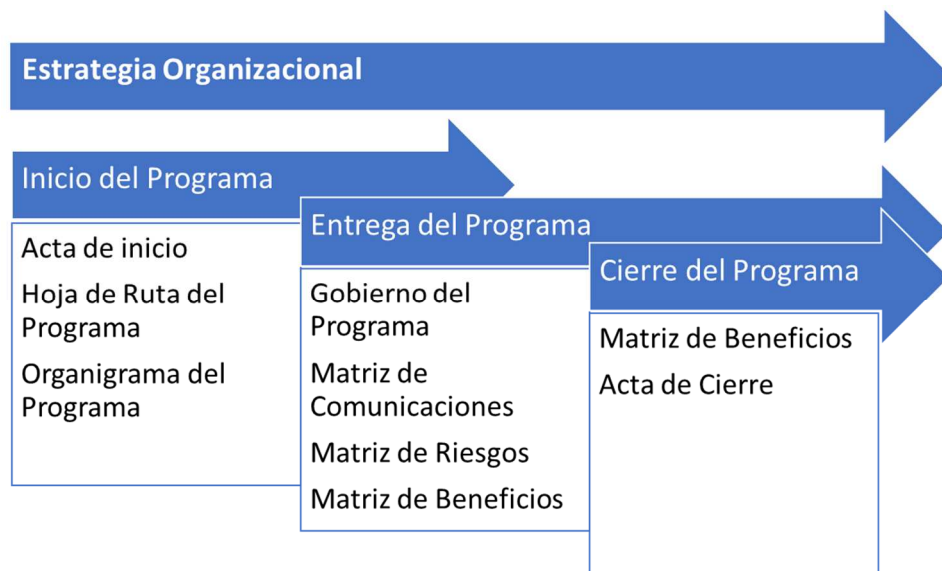 Estrategia Organizacional
Inicio del Programa
Acta de inicio
Hoja de Ruta del
Programa
Organigrama del
Programa
Entrega del Programa
Gobierno del
Programa
Matriz de
Comunicaciones
Matriz de Riesgos
Matriz de Beneficios
Cierre del Programa
Matriz de Beneficios
Acta de Cierre